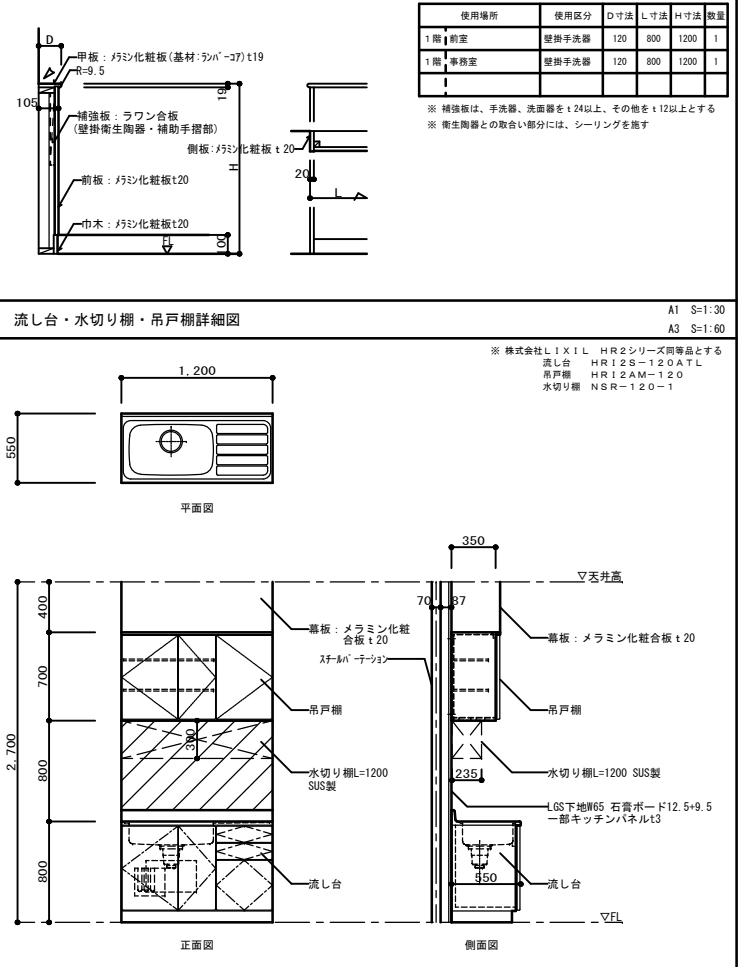 D
甲板：メラミン化粧板(基材：ランバーコア)t19
R=9.5
105
補強板：ラワン合板
(壁掛衛生陶器・補助手摺部)
前板：メラミン化粧板t20
巾木：メラミン化粧板t20
FL
19
H
100
側板：メラミン化粧板 t 20
20
L
使用場所 使用区分 D寸法 L寸法 H寸法 数量
1階 前室 壁掛手洗器 120 800 1200 1
1階 事務室 壁掛手洗器 120 800 1200 1
※ 補強板は、手洗器、洗面器をｔ24以上、その他をｔ12以上とする
※ 衛生陶器との取合い部分には、シーリングを施す
流し台・水切り棚・吊戸棚詳細図
A1 S=1:30
A3 S=1:60
※ 株式会社ＬＩＸＩＬ ＨＲ２シリーズ同等品とする
流し台 ＨＲＩ２Ｓ－１２０ＡＴＬ
吊戸棚 ＨＲＩ２ＡＭ－１２０
水切り棚 ＮＳＲ－１２０－１
1,200
550
平面図
2,700
400
700
800
800
300
幕板：メラミン化粧
合板ｔ20
スチールパーテーション
吊戸棚
水切り棚L=1200
SUS製
流し台
正面図
350
▽天井高
70
87
幕板：メラミン化粧合板ｔ20
吊戸棚
235
水切り棚L=1200 SUS製
LGS下地W65 石膏ボード12.5+9.5
一部キッチンパネルt3
550
流し台
▽FL
側面図